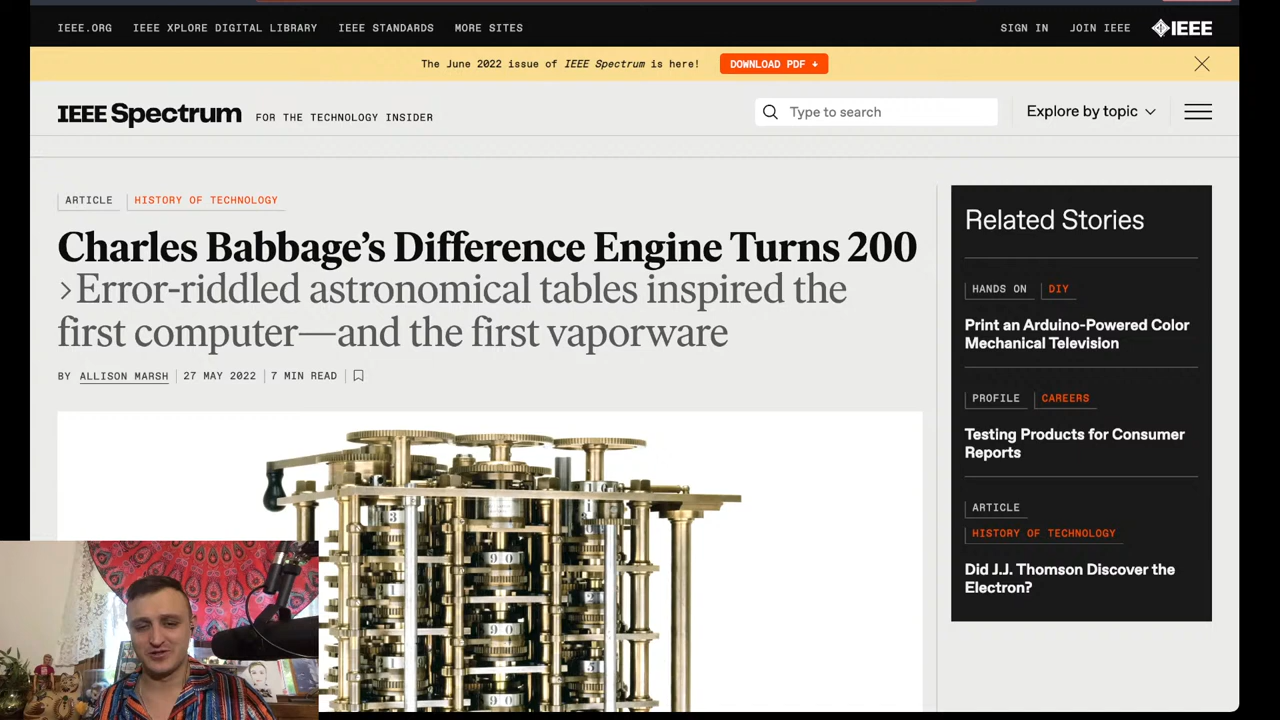 IEEE.ORG IEEE XPLORE DIGITAL LIBRARY IEEE STANDARDS MORE SITES SIGN IN JOIN IEEE IEEE
The June 2022 issue of IEEE Spectrum is here! DOWNLOAD PDF
IEEE Spectrum FOR THE TECHNOLOGY INSIDER Type to search Explore by topic
ARTICLE HISTORY OF TECHNOLOGY
Charles Babbage's Difference Engine Turns 200
›Error-riddled astronomical tables inspired the
first computer—and the first vaporware
BY ALLISON MARSH 27 MAY 2022 7 MIN READ
Related Stories
HANDS ON DIY
Print an Arduino-Powered Color
Mechanical Television
PROFILE CAREERS
Testing Products for Consumer
Reports
ARTICLE
HISTORY OF TECHNOLOGY
Did J.J. Thomson Discover the
Electron?
3
90
90
5
90